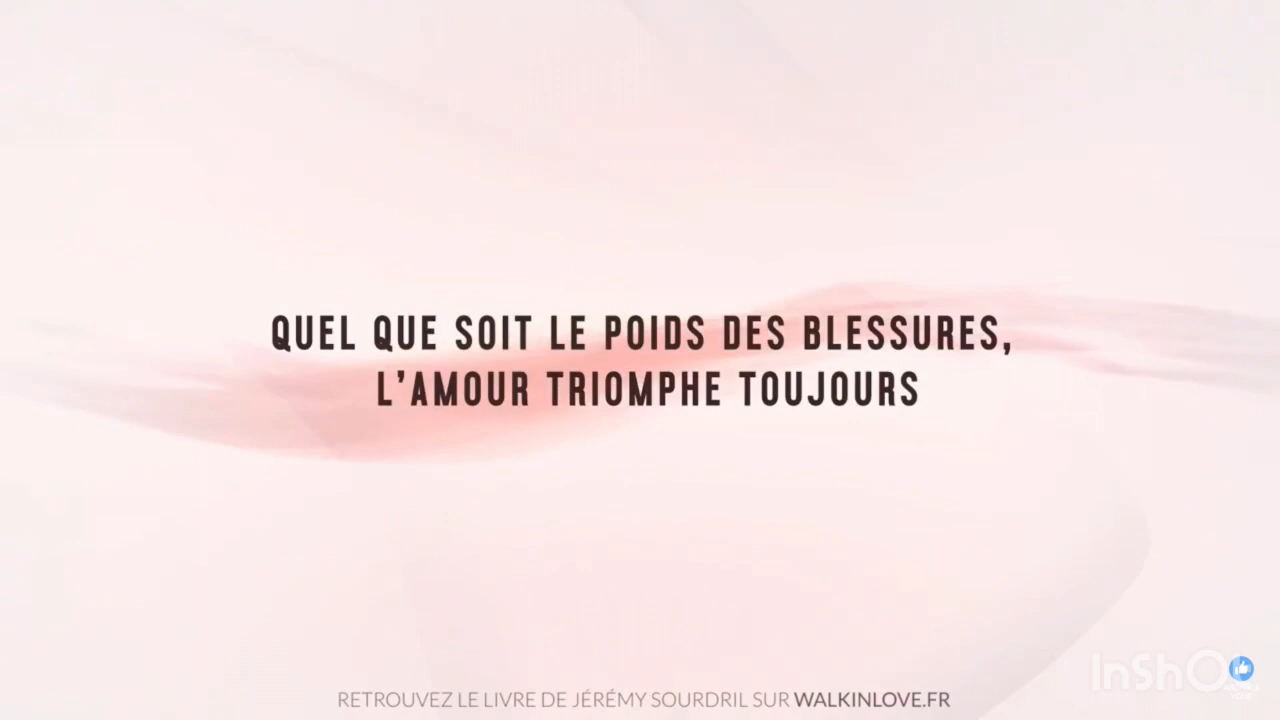 QUEL QUE SOIT LE POIDS DES BLESSURES,
L'AMOUR TRIOMPHE TOUJOURS
RETROUVEZ LE LIVRE DE JÉRÉMY SOURDRIL SUR WALKINLOVE.FR